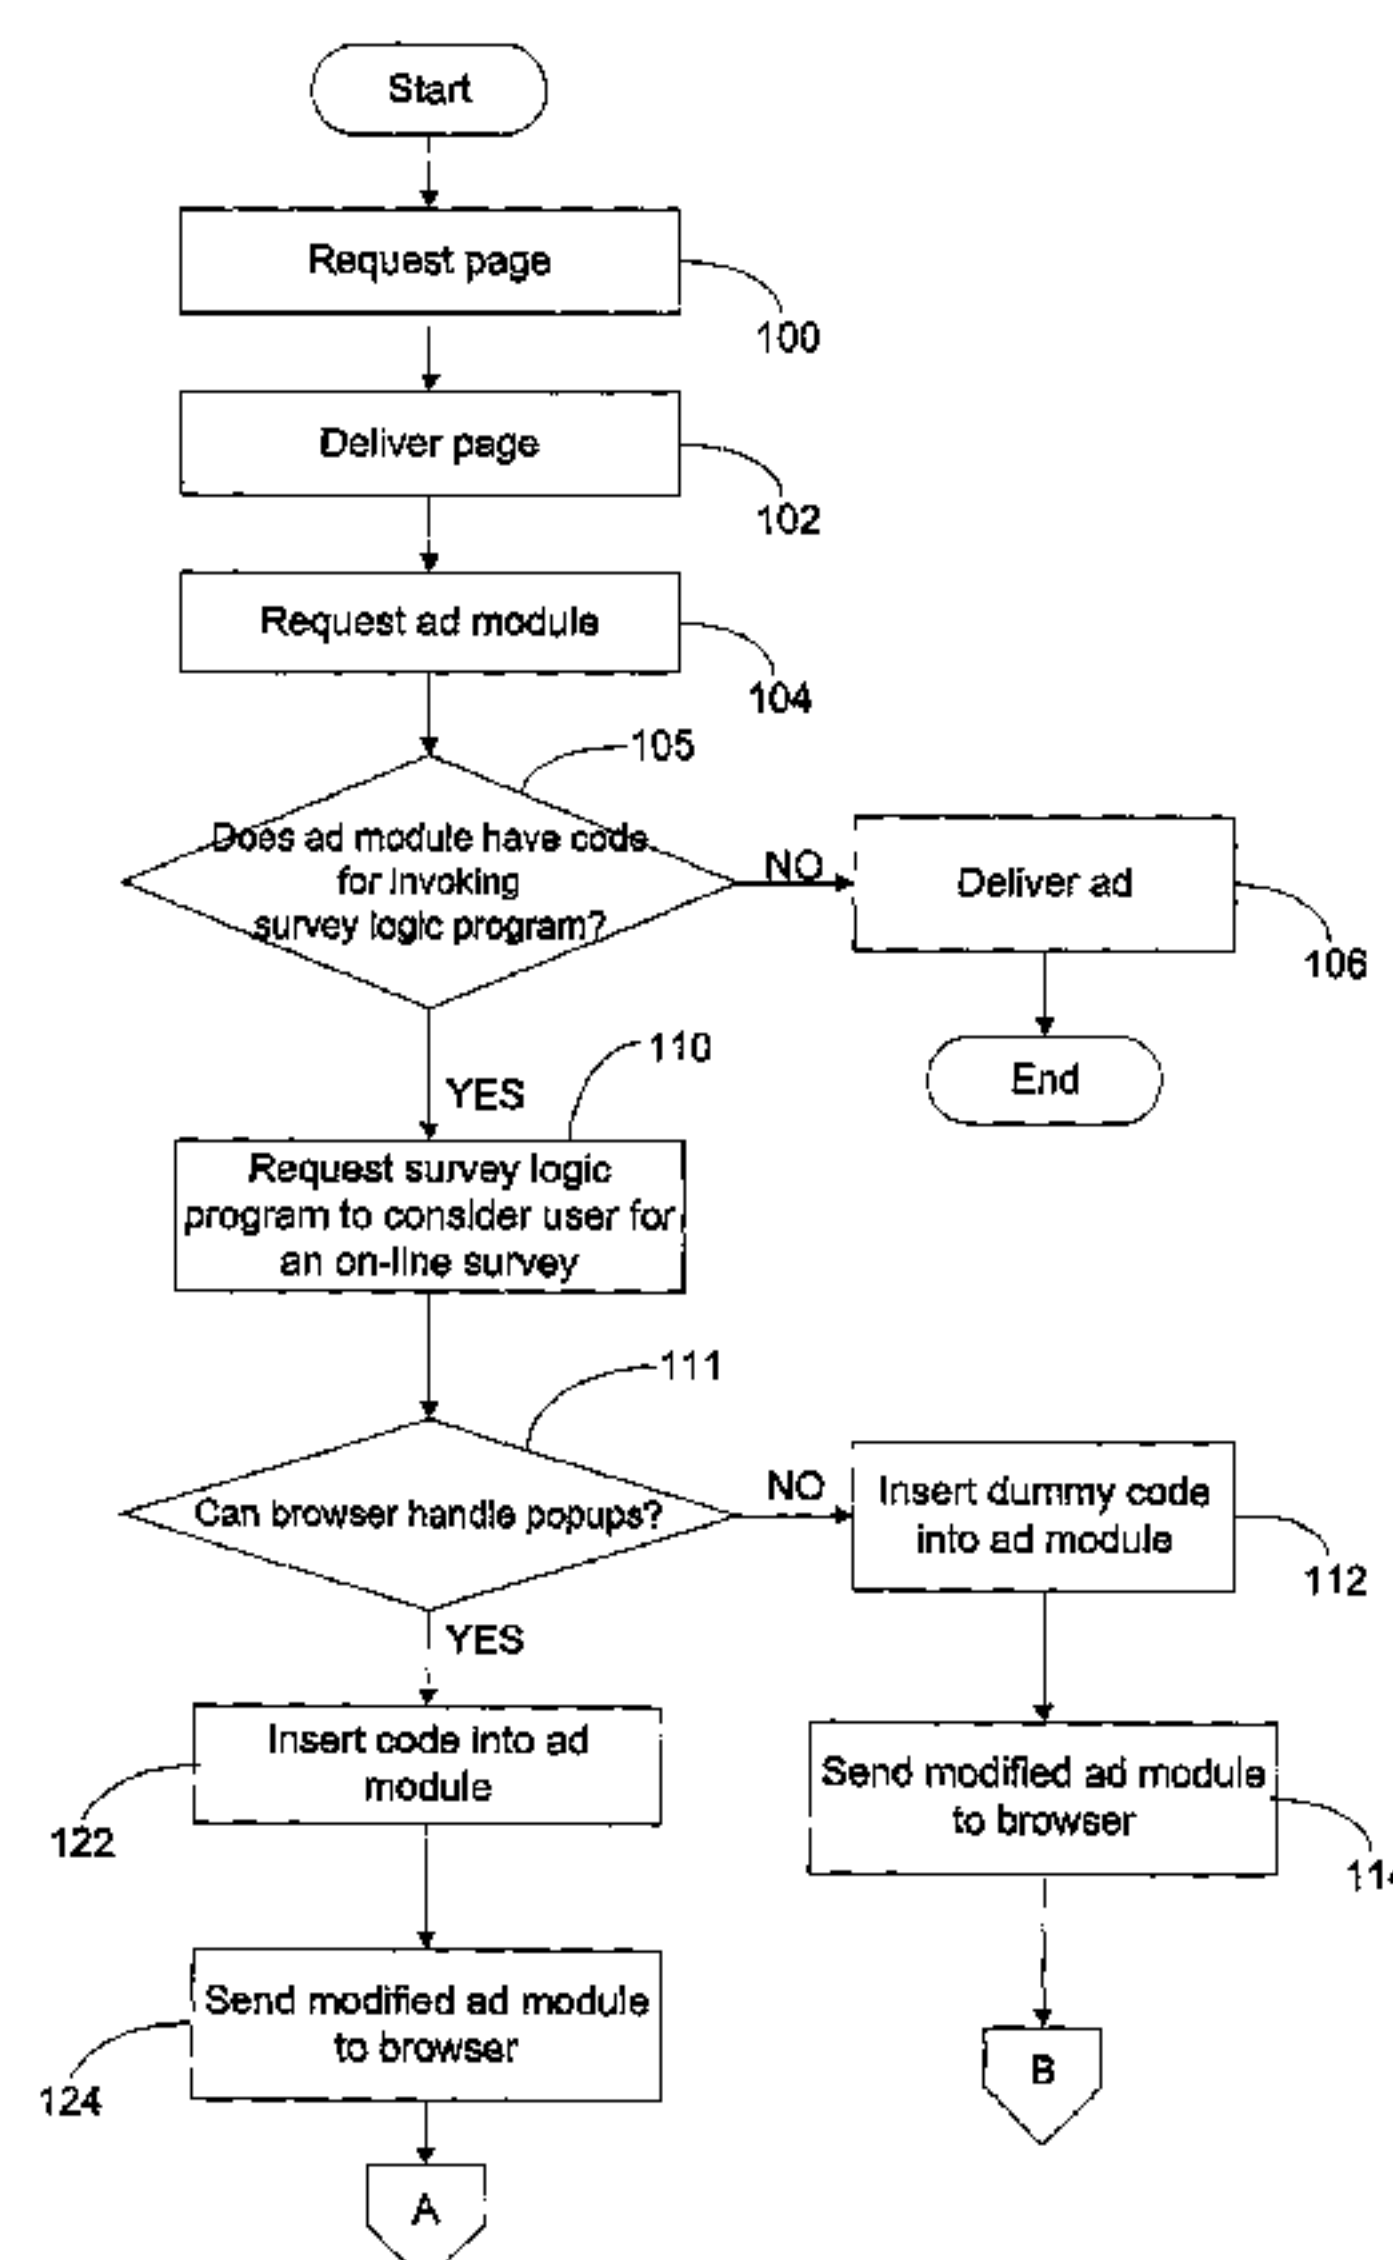 Start
Request page
100
Deliver page
102
Request ad module
104
105
Does ad module have code
for invoking
survey logic program?
NO
Deliver ad
106
End
YES
110
Request survey logic
program to consider user for
an on-line survey
111
Can browser handle popups?
NO
Insert dummy code
into ad module
112
YES
Insert code into ad
module
122
Send modified ad module
to browser
114
Send modified ad module
to browser
124
B
A